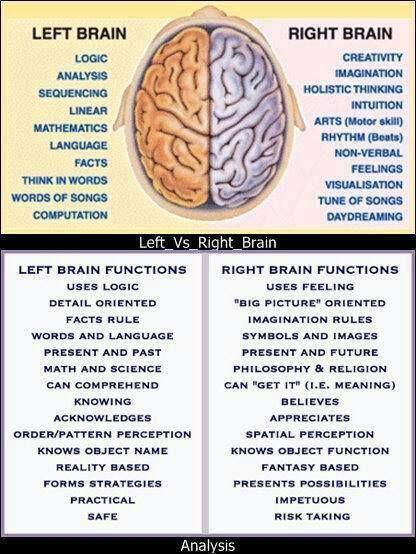 LEFT BRAIN
LOGIC
ANALYSIS
SEQUENCING
LINEAR
MATHEMATICS
LANGUAGE
FACTS
THINK IN WORDS
WORDS OF SONGS
COMPUTATION
RIGHT BRAIN
CREATIVITY
IMAGINATION
HOLISTIC THINKING
INTUITION
ARTS (Motor skill)
RHYTHM (Beats)
NON-VERBAL
FEELINGS
VISUALISATION
TUNE OF SONGS
DAYDREAMING
Left_Vs_Right_Brain
LEFT BRAIN FUNCTIONS
USES LOGIC
DETAIL ORIENTED
FACTS RULE
WORDS AND LANGUAGE
PRESENT AND PAST
MATH AND SCIENCE
CAN COMPREHEND
KNOWING
ACKNOWLEDGES
ORDER/PATTERN PERCEPTION
KNOWS OBJECT NAME
REALITY BASED
FORMS STRATEGIES
PRACTICAL
SAFE
RIGHT BRAIN FUNCTIONS
USES FEELING
"BIG PICTURE" ORIENTED
IMAGINATION RULES
SYMBOLS AND IMAGES
PRESENT AND FUTURE
PHILOSOPHY & RELIGION
CAN "GET IT" (I.E. MEANING)
BELIEVES
APPRECIATES
SPATIAL PERCEPTION
KNOWS OBJECT FUNCTION
FANTASY BASED
PRESENTS POSSIBILITIES
IMPETUOUS
RISK TAKING
Analysis